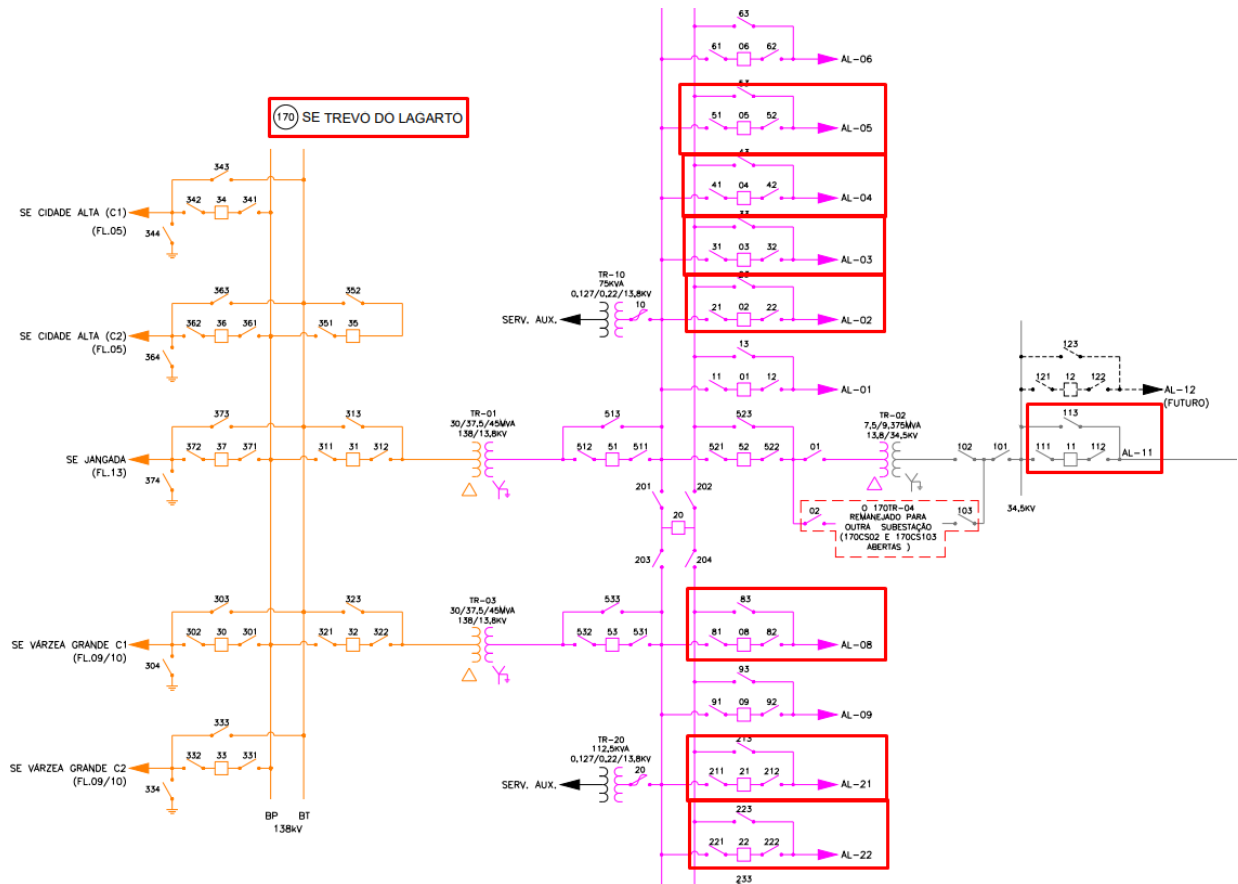 170 SE TREVO DO LAGARTO
343
342 34 341
SE CIDADE ALTA (C1)
(FL.05)
344
363 352
362 36 361 351 35
SE CIDADE ALTA (C2)
(FL.05)
364
373 313
372 37 371 311 31 312
SE JANGADA
(FL.13)
374
303 323
302 30 301 321 32 322
SE VÁRZEA GRANDE C1
(FL.09/10)
304
333
332 33 331
SE VÁRZEA GRANDE C2
(FL.09/10)
334
BP BT
138kV
TR-01
30/37,5/45MVA
138/13,8KV
513
512 51 511
TR-03
30/37,5/45MVA
138/13,8KV
533
532 53 531
TR-10
75KVA
0,127/0,22/13,8KV
10
SERV. AUX.
TR-20
112,5KVA
0,127/0,22/13,8KV
20
SERV. AUX.
63
61 06 62
AL-06
53
51 05 52
AL-05
43
41 04 42
AL-04
33
31 03 32
AL-03
21 02 22
AL-02
13
11 01 12
AL-01
523
521 52 522
01
201 202
20
203 204
TR-02
7,5/9,375MVA
13,8/34,5KV
102 101
02
O 170TR-04
REMANEJADO PARA
OUTRA SUBESTAÇÃO
(170CS02 E 170CS103
ABERTAS )
103
34,5KV
123
121 12 122
AL-12
(FUTURO)
113
111 11 112
AL-11
83
81 08 82
AL-08
93
91 09 92
AL-09
213
211 21 212
AL-21
223
221 22 222
AL-22
233